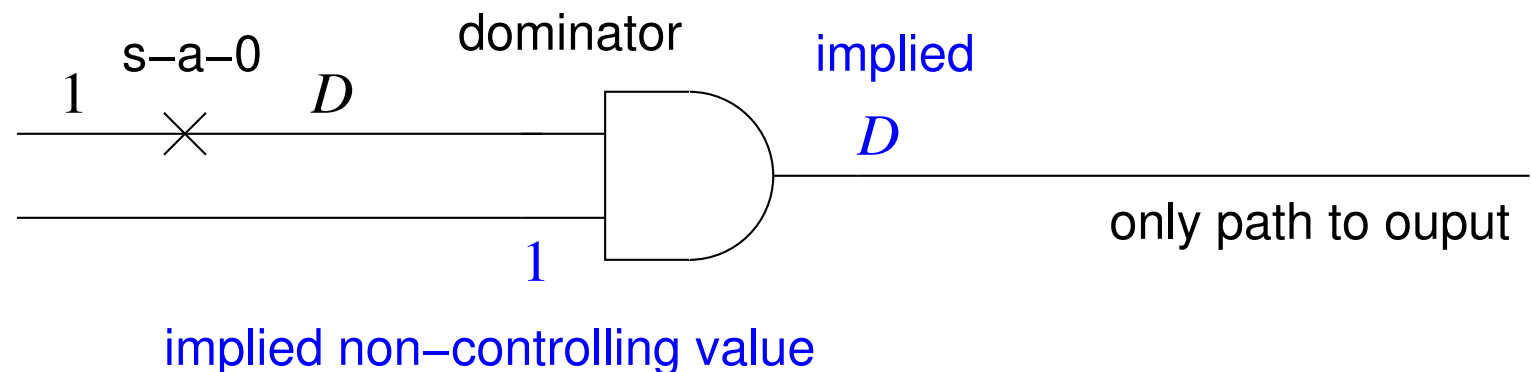 s–a–0
dominator
implied
1
D
D
only path to ouput
1
implied non–controlling value